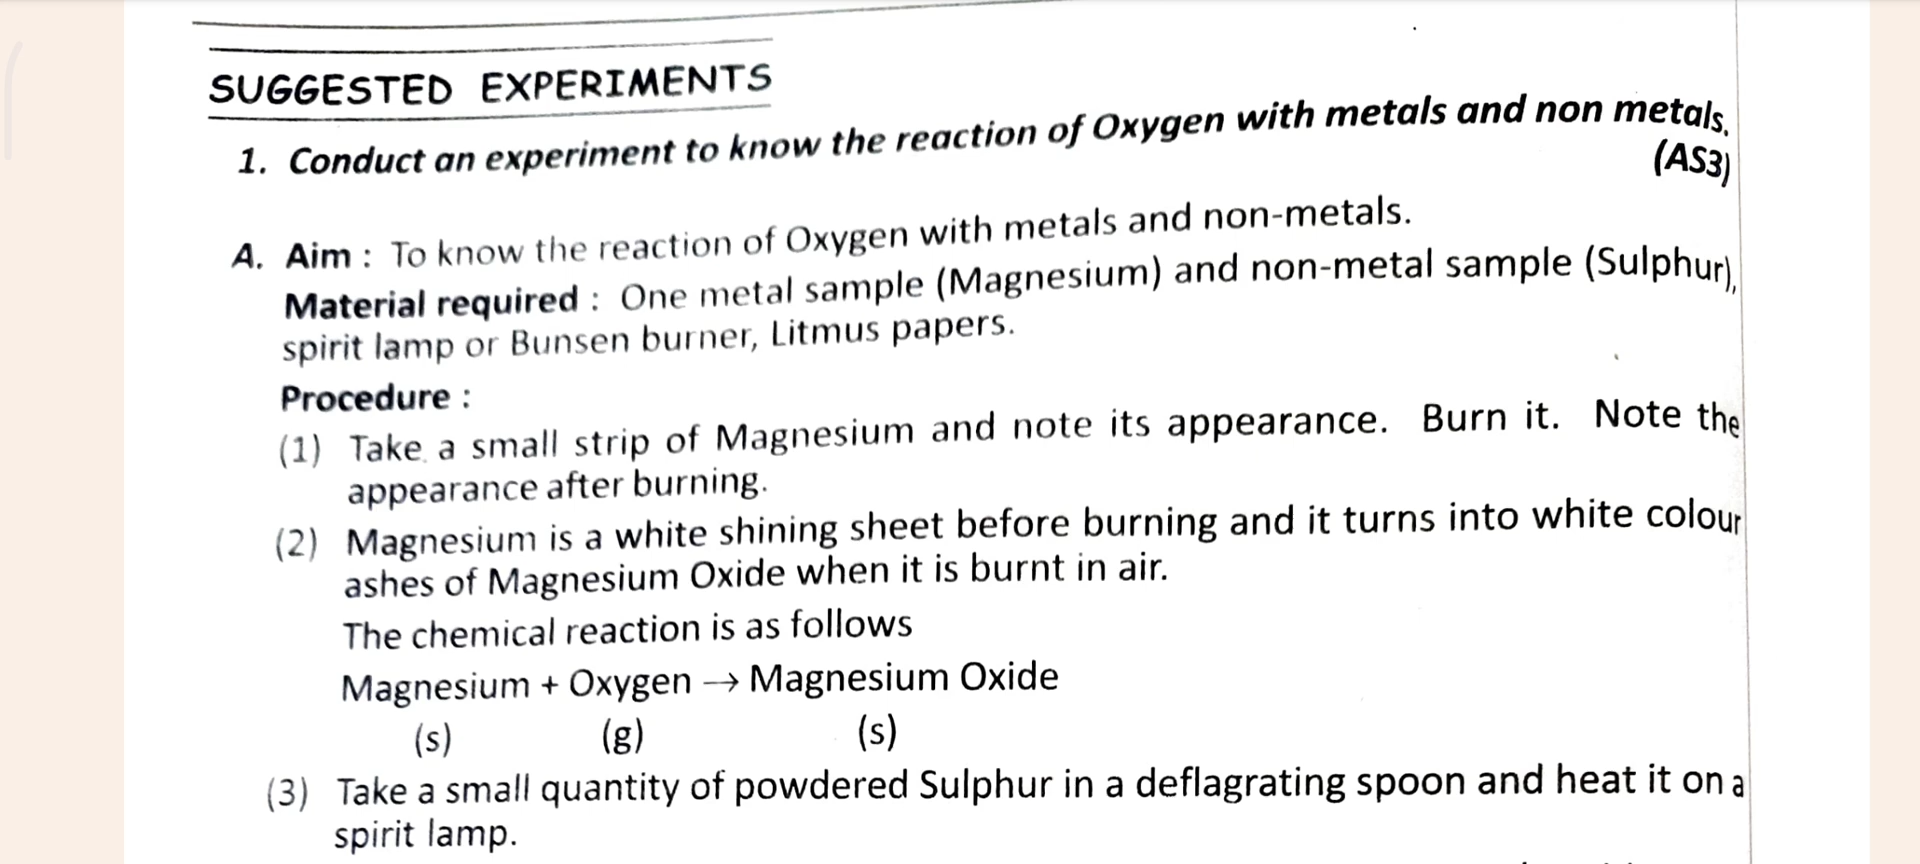 SUGGESTED EXPERIMENTS
1. Conduct an experiment to know the reaction of Oxygen with metals and non metals.
(AS3)
A. Aim : To know the reaction of Oxygen with metals and non-metals.
Material required : One metal sample (Magnesium) and non-metal sample (Sulphur),
spirit lamp or Bunsen burner, Litmus papers.
Procedure :
(1) Take a small strip of Magnesium and note its appearance. Burn it. Note the
appearance after burning.
(2) Magnesium is a white shining sheet before burning and it turns into white colour
ashes of Magnesium Oxide when it is burnt in air.
The chemical reaction is as follows
Magnesium + Oxygen → Magnesium Oxide
(s) (g) (s)
(3) Take a small quantity of powdered Sulphur in a deflagrating spoon and heat it on a
spirit lamp.